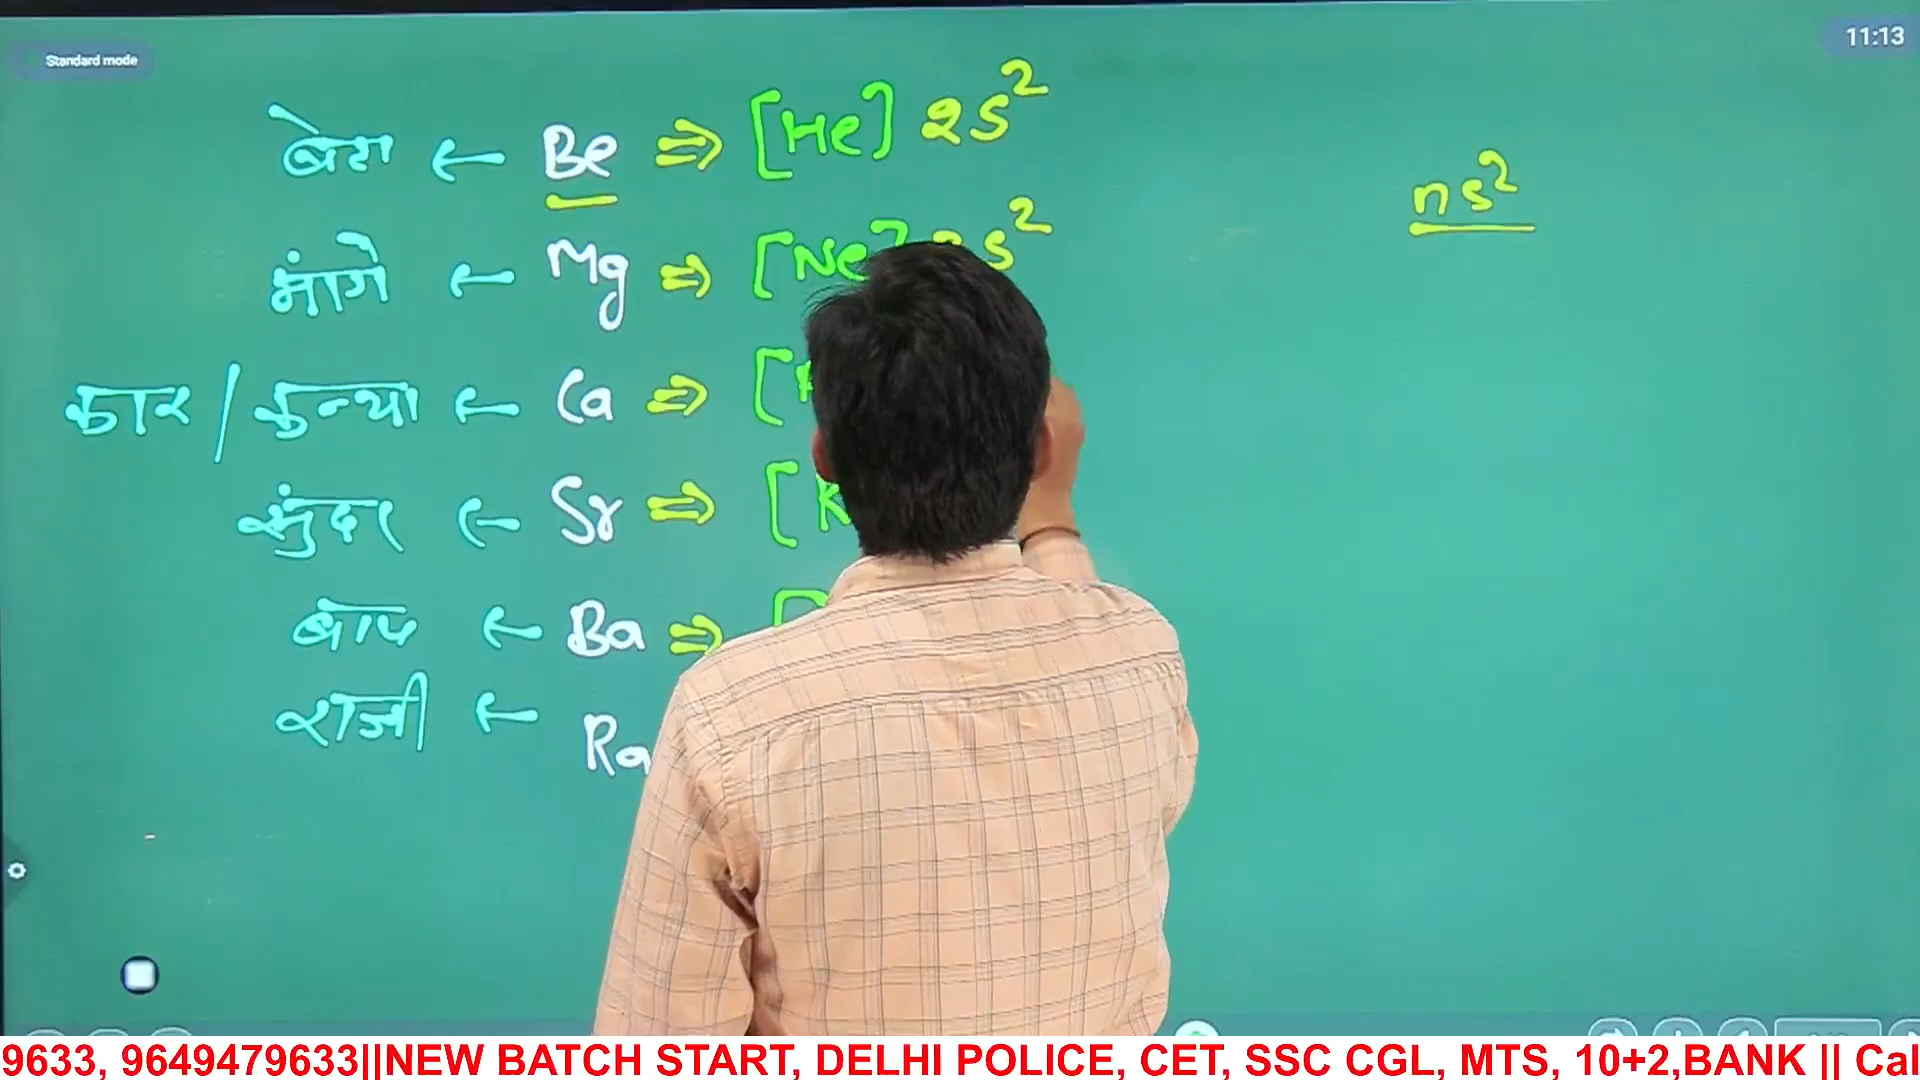 Standard mode
11:13
बेटा ← Be ⇒ [He] 2s²
ns²
मांगे ← Mg ⇒ [Ne] s²
कार / कन्या ← Ca ⇒ [
सुंदर ← Sr ⇒ [K
बाप ← Ba ⇒ [
राजी ← Ra
9633, 9649479633||NEW BATCH START, DELHI POLICE, CET, SSC CGL, MTS, 10+2,BANK || Cal